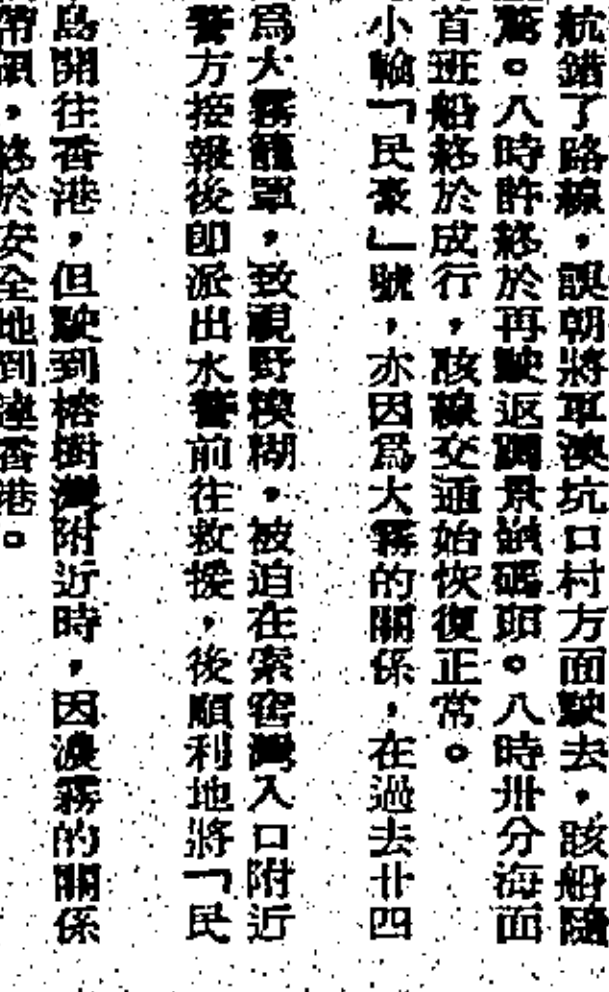 航錯了路線，誤朝將軍澳坑口村方面駛去，該船隨
驚。八時許終於再駛返調景嶺碼頭。八時卅分海面
首班船終於成行，該線交通始恢復正常。
小輪「民豪」號，亦因爲大霧的關係，在過去廿四
爲大霧籠罩，致視野模糊，被迫在索罟灣入口附近
警方接報後即派出水警前往救援，後順利地將「民
島開往香港，但駛到榕樹灣附近時，因濃霧的關係
，終於安全地到達香港。